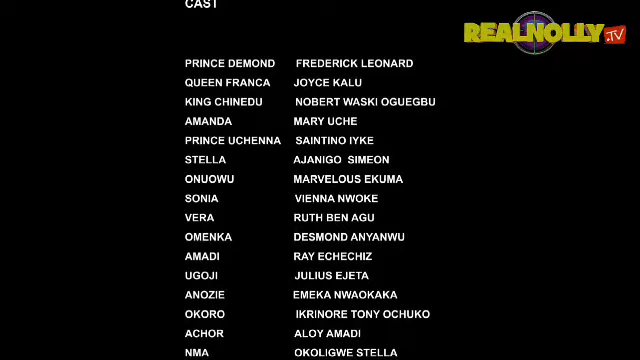 CAST
REALNOLLY.TV
PRINCE DEMOND FREDERICK LEONARD
QUEEN FRANCA JOYCE KALU
KING CHINEDU NOBERT WASKI OGUEGBU
AMANDA MARY UCHE
PRINCE UCHENNA SAINTINO IYKE
STELLA AJANIGO SIMEON
ONUOWU MARVELOUS EKUMA
SONIA VIENNA NWOKE
VERA RUTH BEN AGU
OMENKA DESMOND ANYANWU
AMADI RAY ECHECHIZ
UGOJI JULIUS EJETA
ANOZIE EMEKA NWAOKAKA
OKORO IKRINORE TONY OCHUKO
ACHOR ALOY AMADI
NMA OKOLIGWE STELLA